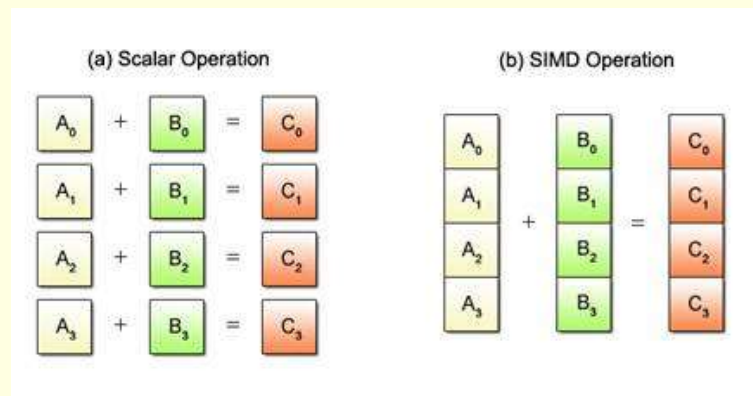 (a) Scalar Operation
A₀ + B₀ = C₀
A₁ + B₁ = C₁
A₂ + B₂ = C₂
A₃ + B₃ = C₃
(b) SIMD Operation
A₀ B₀ C₀
A₁ B₁ C₁
+ =
A₂ B₂ C₂
A₃ B₃ C₃